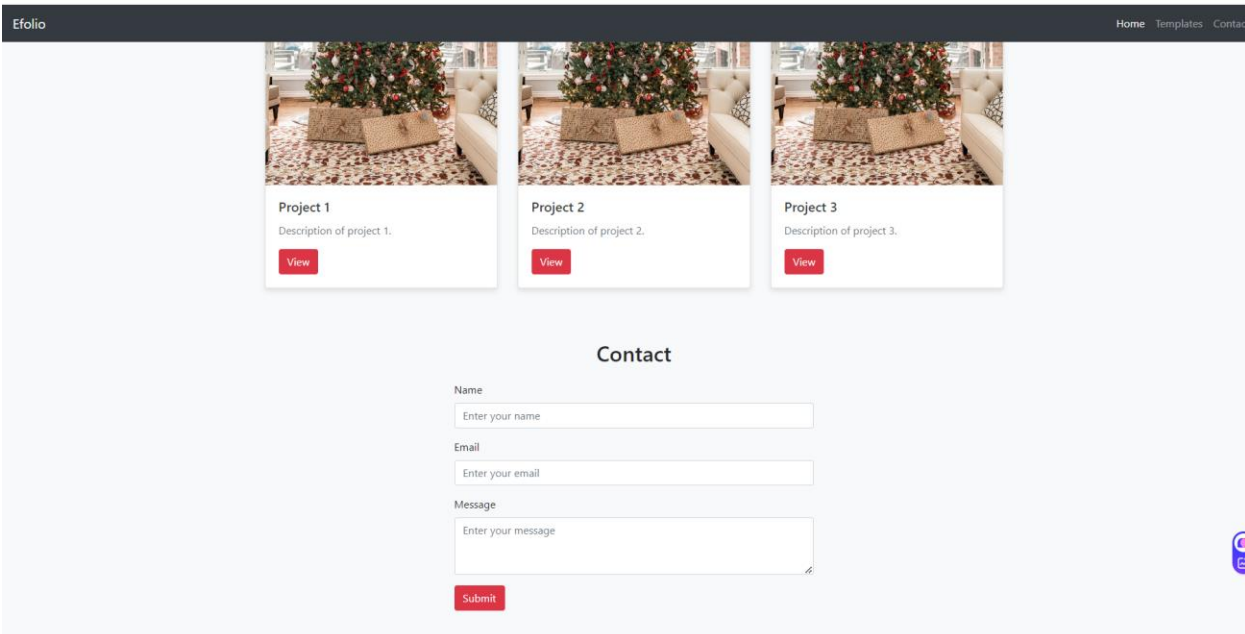 Efolio Home Templates Contac
Project 1 Project 2 Project 3
Description of project 1. Description of project 2. Description of project 3.
View View View
Contact
Name
Enter your name
Email
Enter your email
Message
Enter your message
Submit